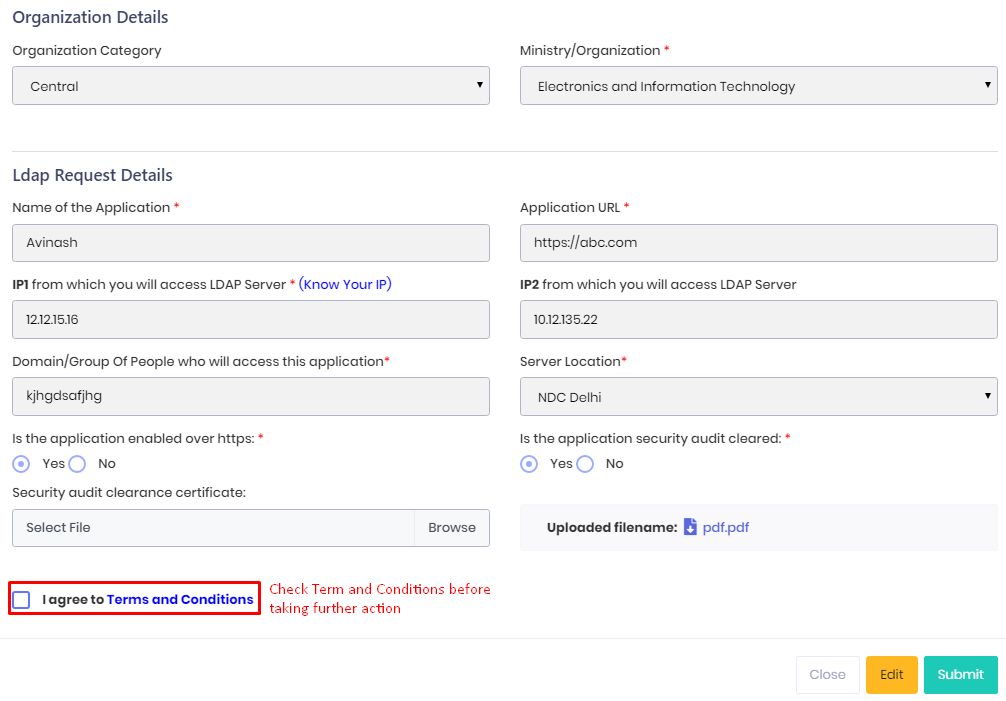 Organization Details
Organization Category
Ministry/Organization *
Central
Electronics and Information Technology
Ldap Request Details
Name of the Application *
Application URL *
Avinash
https://abc.com
IP1 from which you will access LDAP Server * (Know Your IP)
IP2 from which you will access LDAP Server
12.12.15.16
10.12.135.22
Domain/Group Of People who will access this application*
Server Location*
kjhgdsafjhg
NDC Delhi
Is the application enabled over https: *
Is the application security audit cleared: *
Yes No
Yes No
Security audit clearance certificate:
Select File Browse
Uploaded filename: pdf.pdf
I agree to Terms and Conditions
Check Term and Conditions before
taking further action
Close Edit Submit